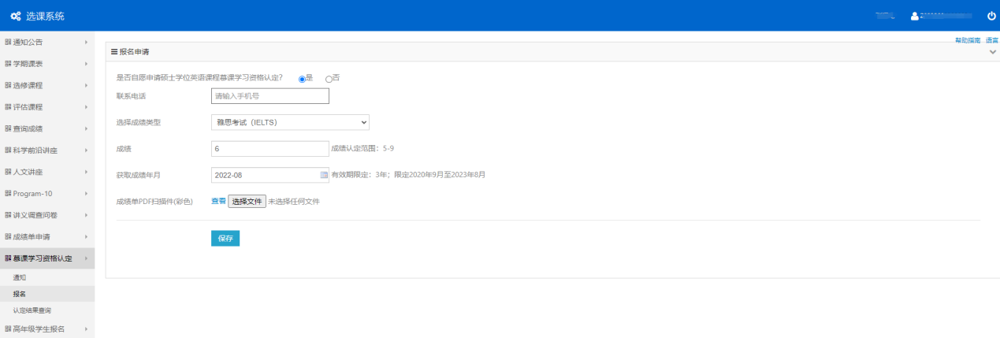 选课系统
帮助指南 语言
通知公告
学期课表
选修课程
评估课程
查询成绩
科学前沿讲座
人文讲座
Program-10
讲义调查问卷
成绩单申请
慕课学习资格认定
通知
报名
认定结果查询
高年级学生报名
报名申请
是否自愿申请硕士学位英语课程慕课学习资格认定? 是 否
联系电话 请输入手机号
选择成绩类型 雅思考试（IELTS）
成绩 6 成绩认定范围：5-9
获取成绩年月 2022-08 有效期限定：3年；限定2020年9月至2023年8月
成绩单PDF扫描件(彩色) 查看 选择文件 未选择任何文件
保存